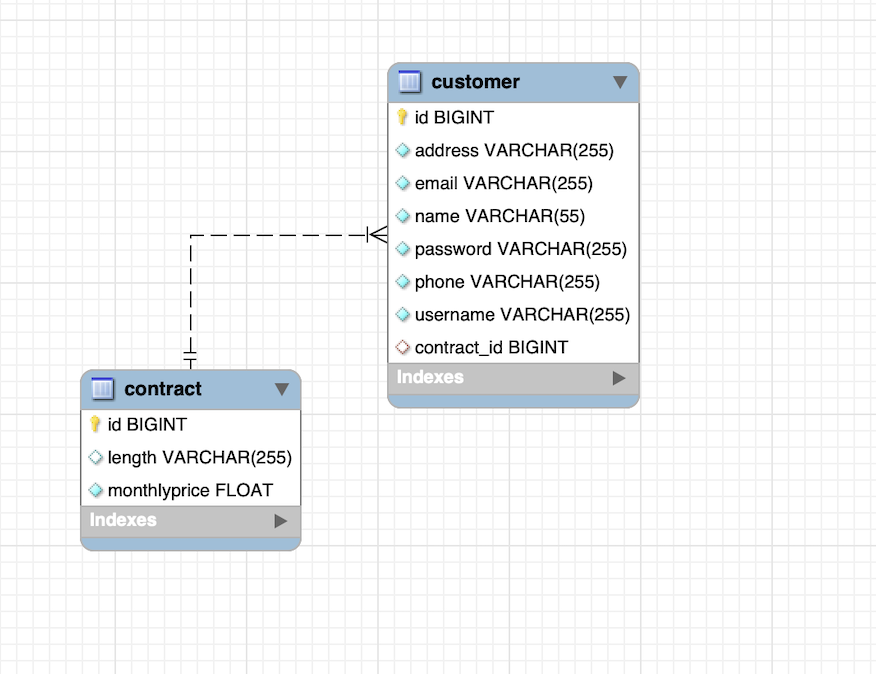 customer
id BIGINT
address VARCHAR(255)
email VARCHAR(255)
name VARCHAR(55)
password VARCHAR(255)
phone VARCHAR(255)
username VARCHAR(255)
contract_id BIGINT
Indexes
contract
id BIGINT
length VARCHAR(255)
monthlyprice FLOAT
Indexes